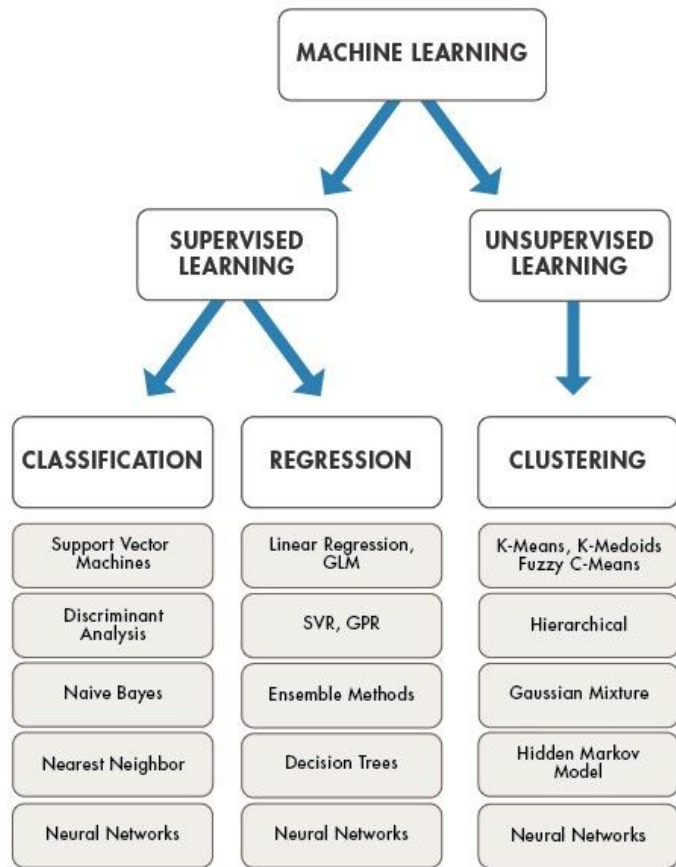 MACHINE LEARNING
SUPERVISED
LEARNING
UNSUPERVISED
LEARNING
CLASSIFICATION
Support Vector
Machines
Discriminant
Analysis
Naive Bayes
Nearest Neighbor
Neural Networks
REGRESSION
Linear Regression,
GLM
SVR, GPR
Ensemble Methods
Decision Trees
Neural Networks
CLUSTERING
K-Means, K-Medoids
Fuzzy C-Means
Hierarchical
Gaussian Mixture
Hidden Markov
Model
Neural Networks